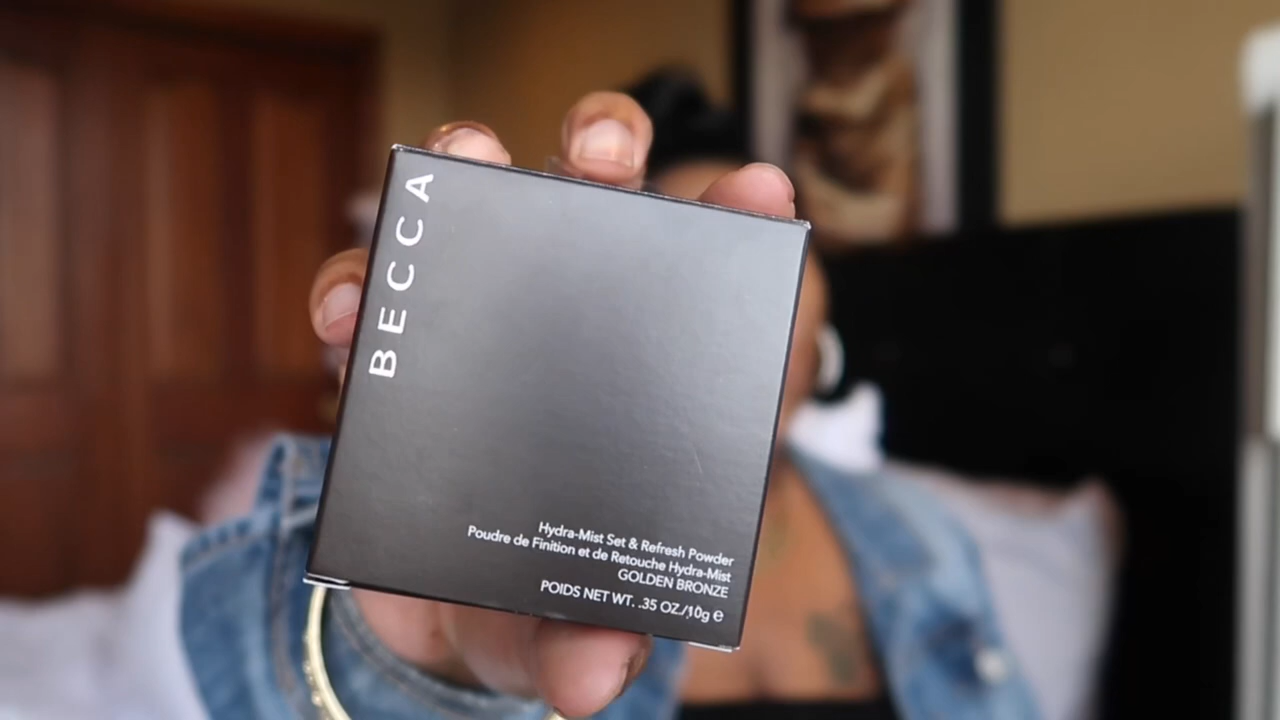 BECCA
Hydra-Mist Set & Refresh Powder
Poudre de Finition et de Retouche Hydra-Mist
GOLDEN BRONZE
POIDS NET WT. .35 OZ./10g ℮